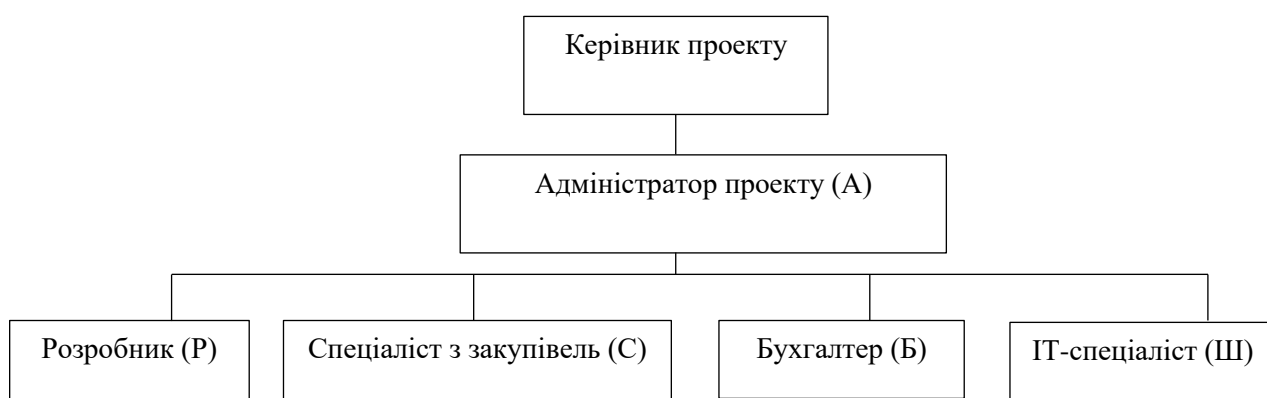 Керівник проекту
Адміністратор проекту (А)
Розробник (Р)
Спеціаліст з закупівель (С)
Бухгалтер (Б)
ІТ-спеціаліст (Ш)